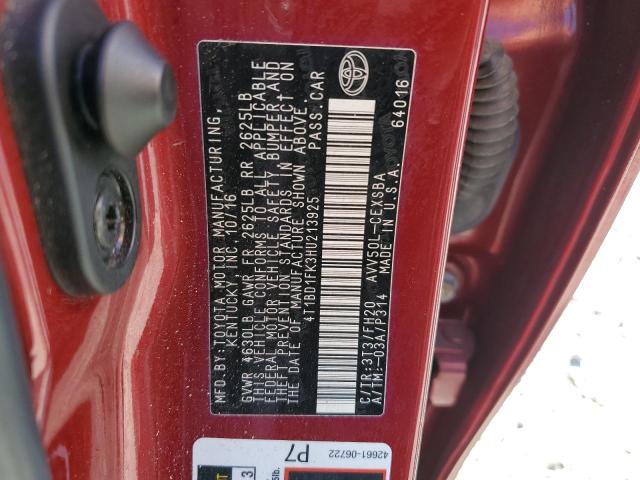 MFD.BY:TOYOTA MOTOR MANUFACTURING,
KENTUCKY, INC. 10/16
GVWR 4630LB GAWR FR 2625LB RR 2625LB
THIS VEHICLE CONFORMS TO ALL APPLICABLE
FEDERAL MOTOR VEHICLE SAFETY BUMPER AND
THEFT PREVENTION STANDARDS IN EFFECT ON
THE DATE OF MANUFACTURE SHOWN ABOVE.
4T1BD1FK3HU213925 PASS. CAR
C/TR:3T3/FH20 AVV50L-CEXSBA 64016
A/TM:-03A/P314 MADE IN U.S.A.
P7
42661-06722
3